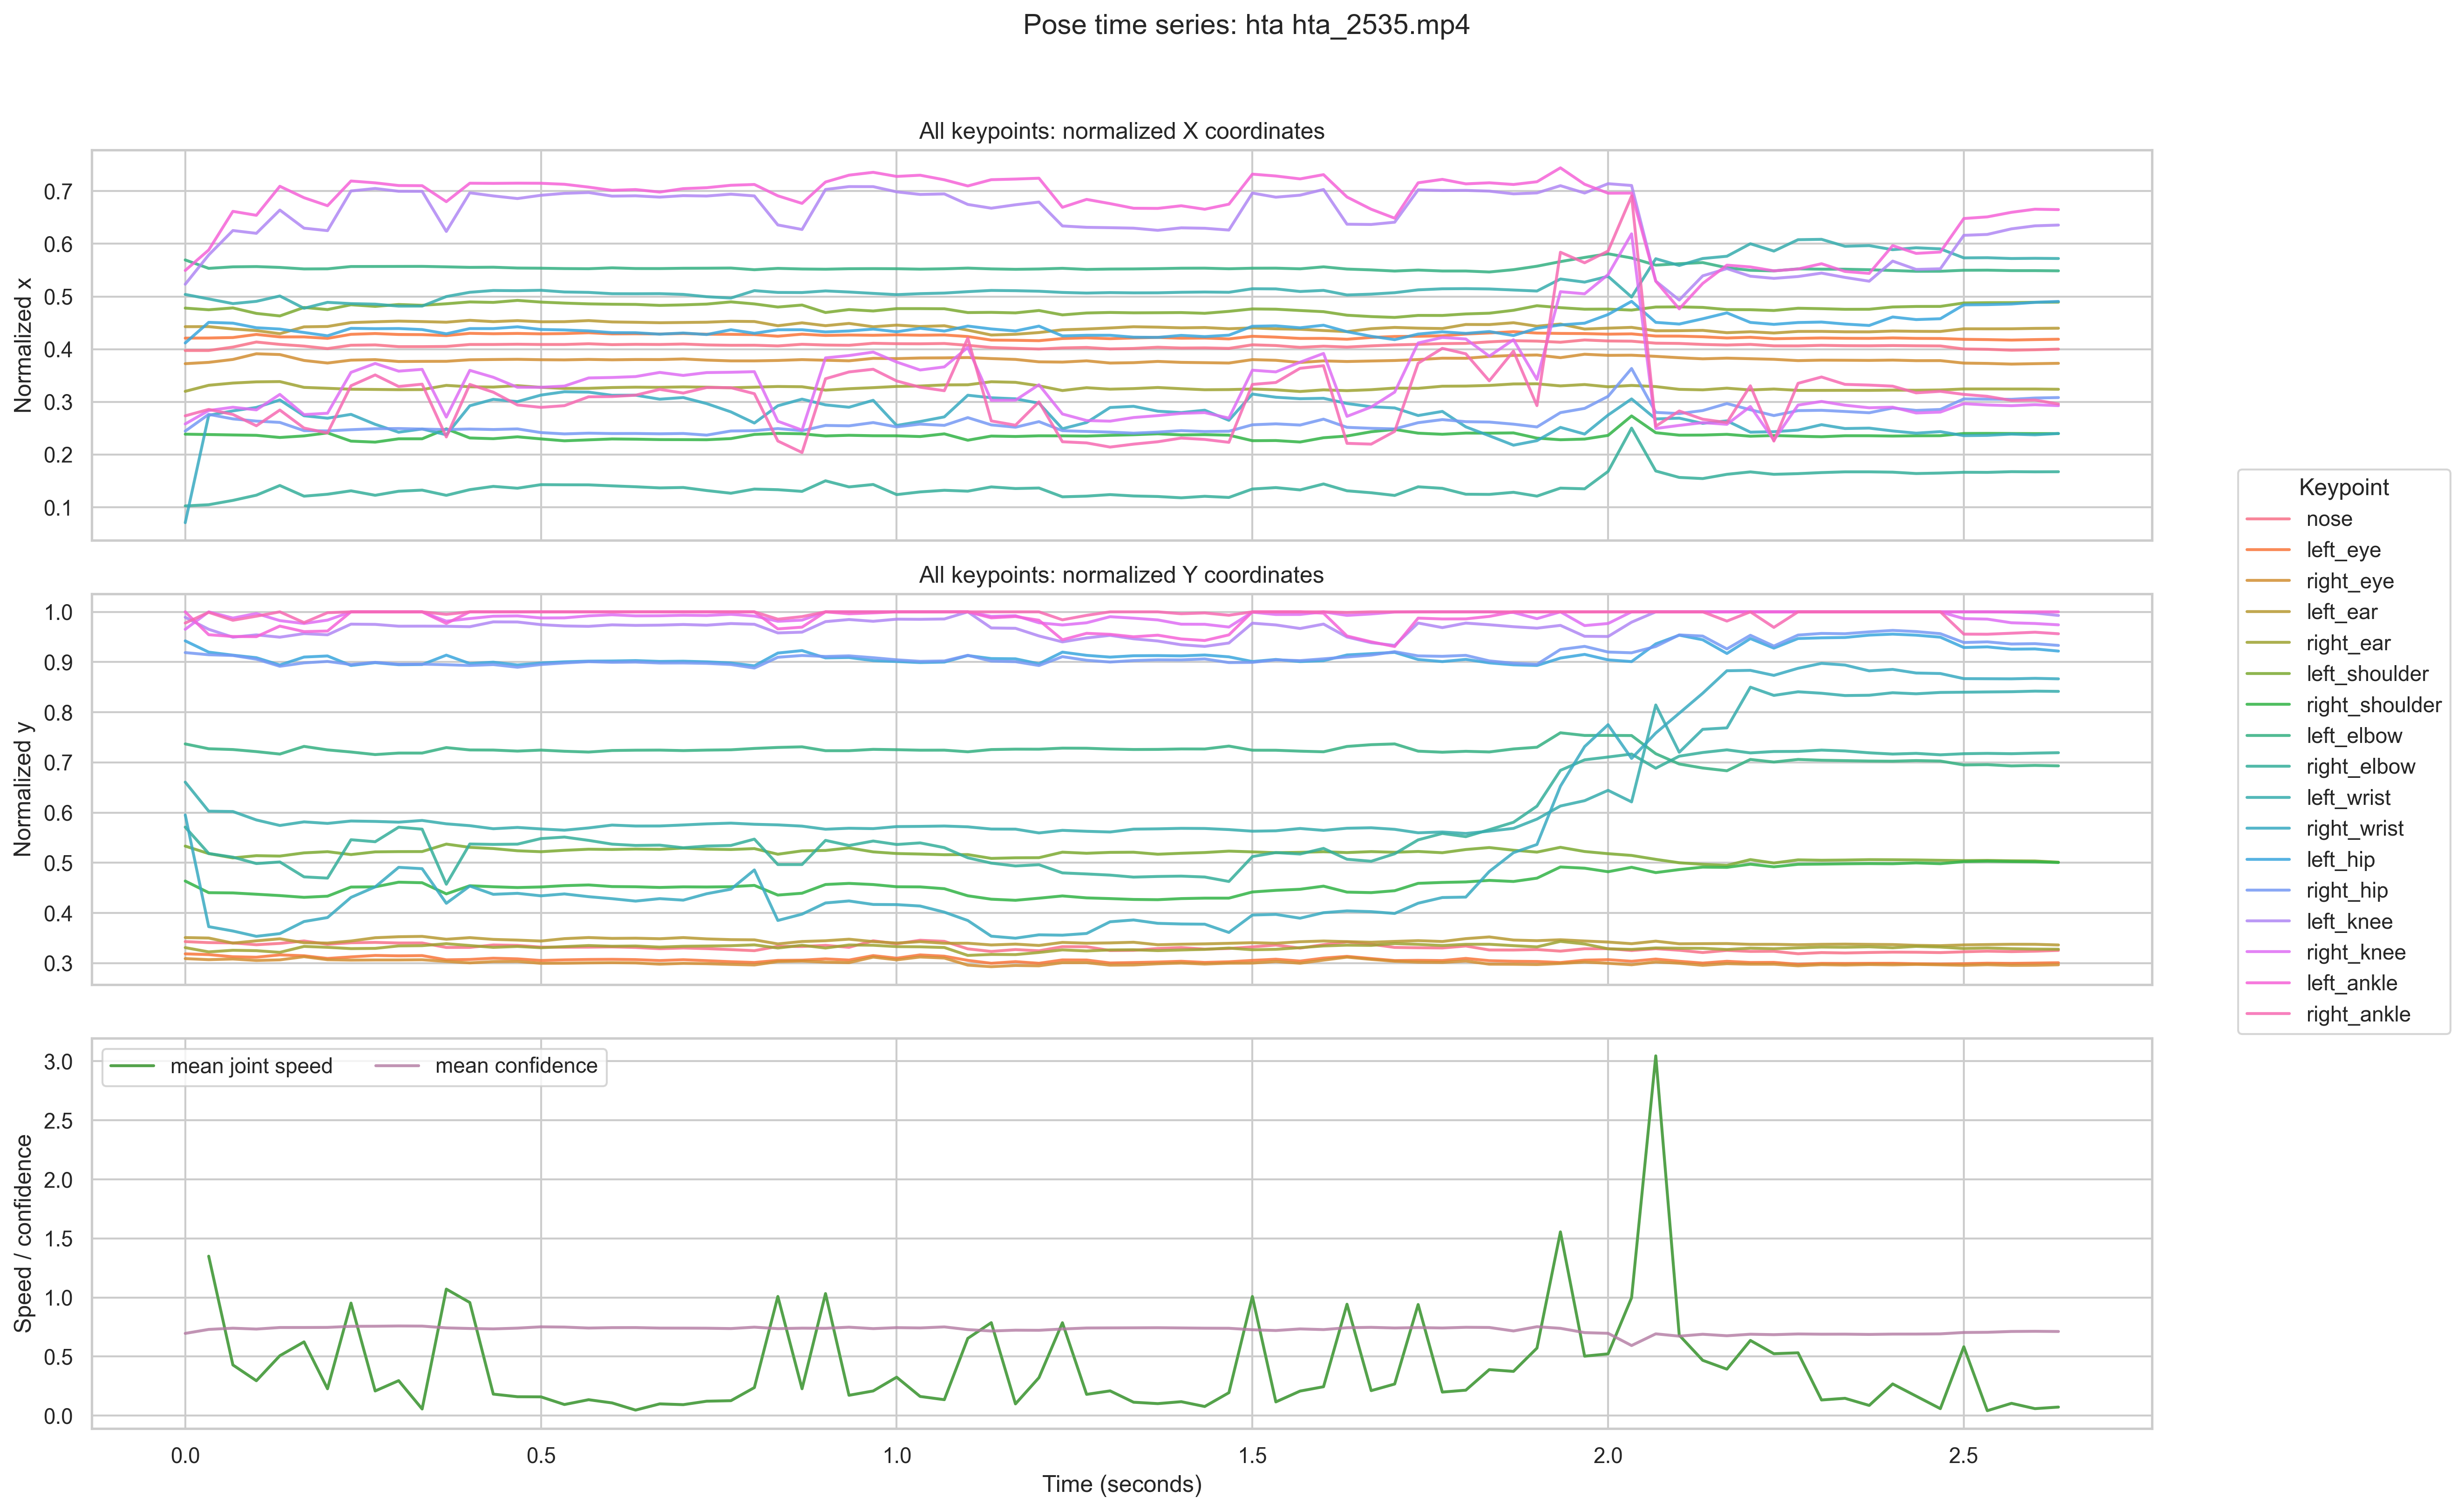 Pose time series: hta hta_2535.mp4
All keypoints: normalized X coordinates
Normalized x
0.7
0.6
0.5
0.4
0.3
0.2
0.1
All keypoints: normalized Y coordinates
Normalized y
1.0
0.9
0.8
0.7
0.6
0.5
0.4
0.3
Keypoint
nose
left_eye
right_eye
left_ear
right_ear
left_shoulder
right_shoulder
left_elbow
right_elbow
left_wrist
right_wrist
left_hip
right_hip
left_knee
right_knee
left_ankle
right_ankle
Speed / confidence
mean joint speed
mean confidence
3.0
2.5
2.0
1.5
1.0
0.5
0.0
0.0
0.5
1.0
1.5
2.0
2.5
Time (seconds)